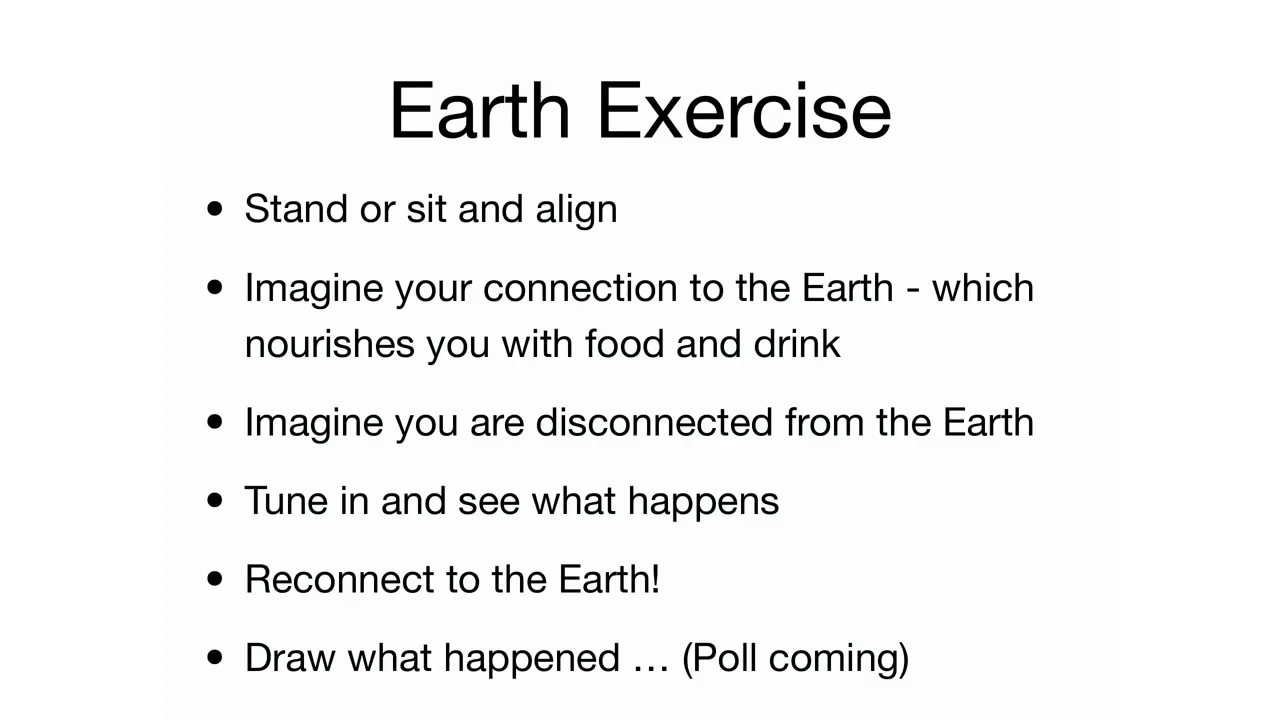 Earth Exercise
• Stand or sit and align
• Imagine your connection to the Earth - which
nourishes you with food and drink
• Imagine you are disconnected from the Earth
• Tune in and see what happens
• Reconnect to the Earth!
• Draw what happened … (Poll coming)